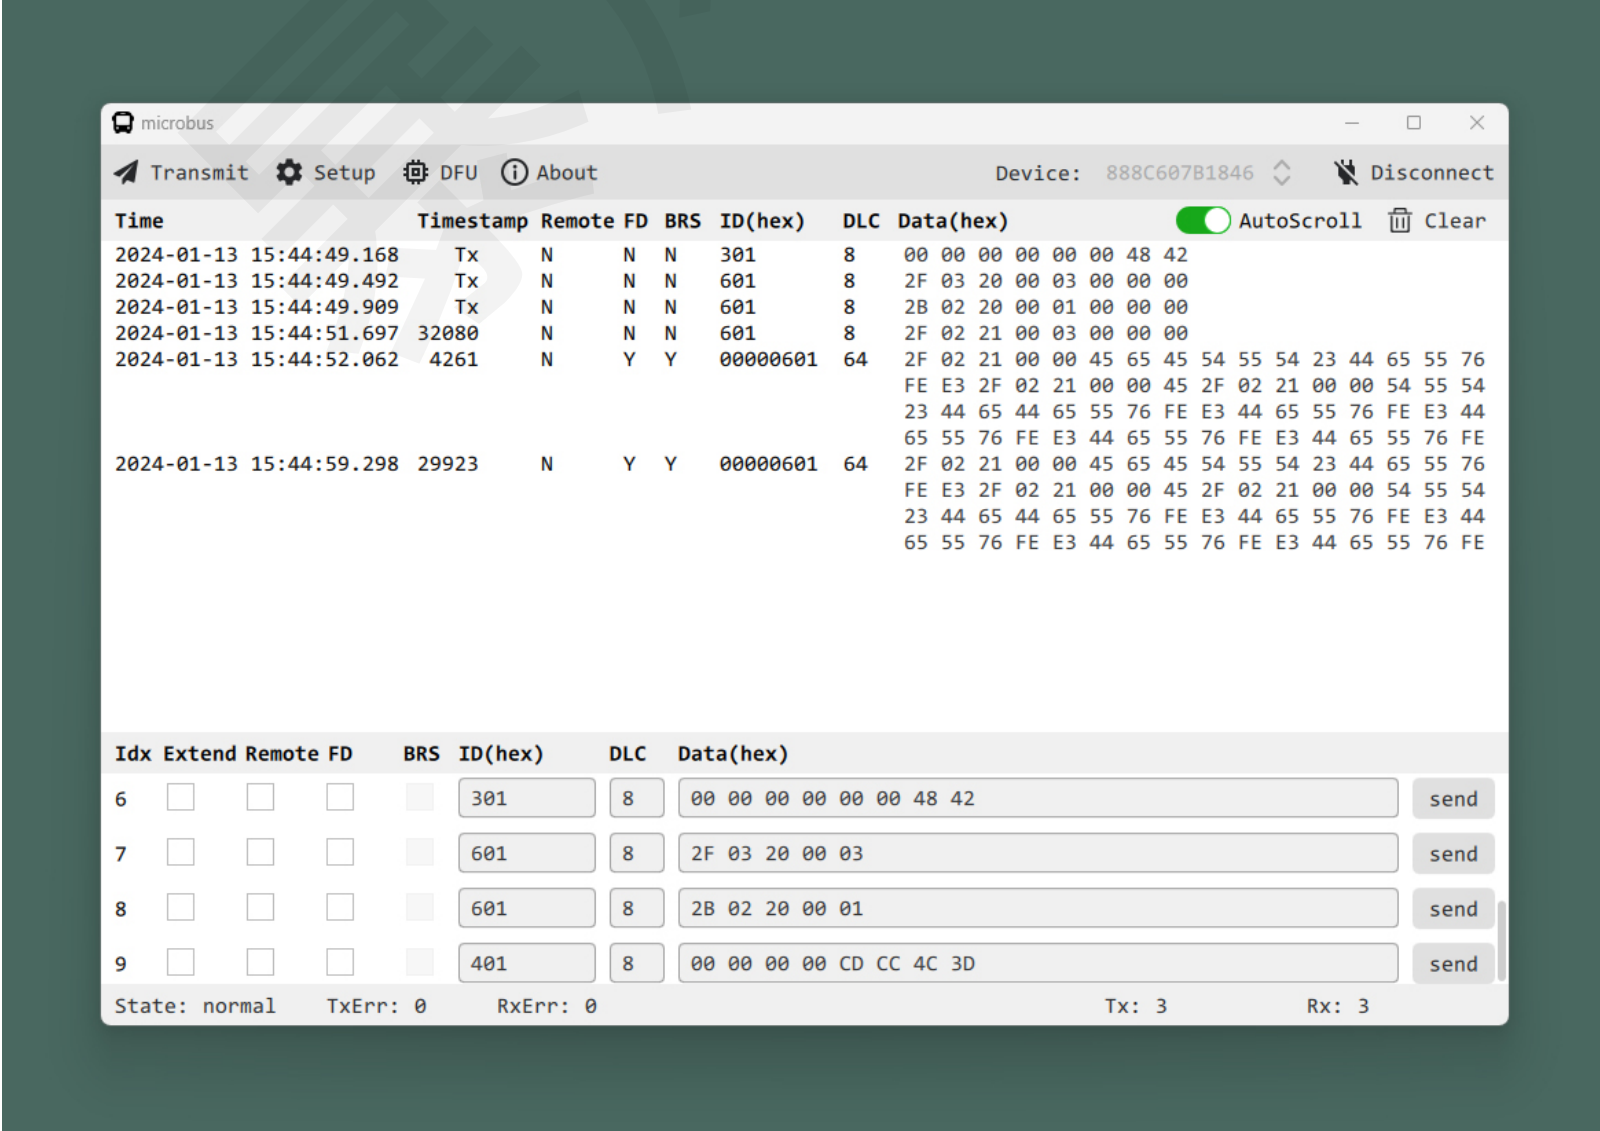 microbus
Transmit Setup DFU About Device: 888C607B1846 Disconnect
Time Timestamp Remote FD BRS ID(hex) DLC Data(hex) AutoScroll Clear
2024-01-13 15:44:49.168 Tx N N N 301 8 00 00 00 00 00 00 48 42
2024-01-13 15:44:49.492 Tx N N N 601 8 2F 03 20 00 03 00 00 00
2024-01-13 15:44:49.909 Tx N N N 601 8 2B 02 20 00 01 00 00 00
2024-01-13 15:44:51.697 32080 N N N 601 8 2F 02 21 00 03 00 00 00
2024-01-13 15:44:52.062 4261 N Y Y 00000601 64 2F 02 21 00 00 45 65 45 54 55 54 23 44 65 55 76
FE E3 2F 02 21 00 00 45 2F 02 21 00 00 54 55 54
23 44 65 44 65 55 76 FE E3 44 65 55 76 FE E3 44
65 55 76 FE E3 44 65 55 76 FE E3 44 65 55 76 FE
2024-01-13 15:44:59.298 29923 N Y Y 00000601 64 2F 02 21 00 00 45 65 45 54 55 54 23 44 65 55 76
FE E3 2F 02 21 00 00 45 2F 02 21 00 00 54 55 54
23 44 65 44 65 55 76 FE E3 44 65 55 76 FE E3 44
65 55 76 FE E3 44 65 55 76 FE E3 44 65 55 76 FE
Idx Extend Remote FD BRS ID(hex) DLC Data(hex)
6 301 8 00 00 00 00 00 00 48 42 send
7 601 8 2F 03 20 00 03 send
8 601 8 2B 02 20 00 01 send
9 401 8 00 00 00 00 CD CC 4C 3D send
State: normal TxErr: 0 RxErr: 0 Tx: 3 Rx: 3